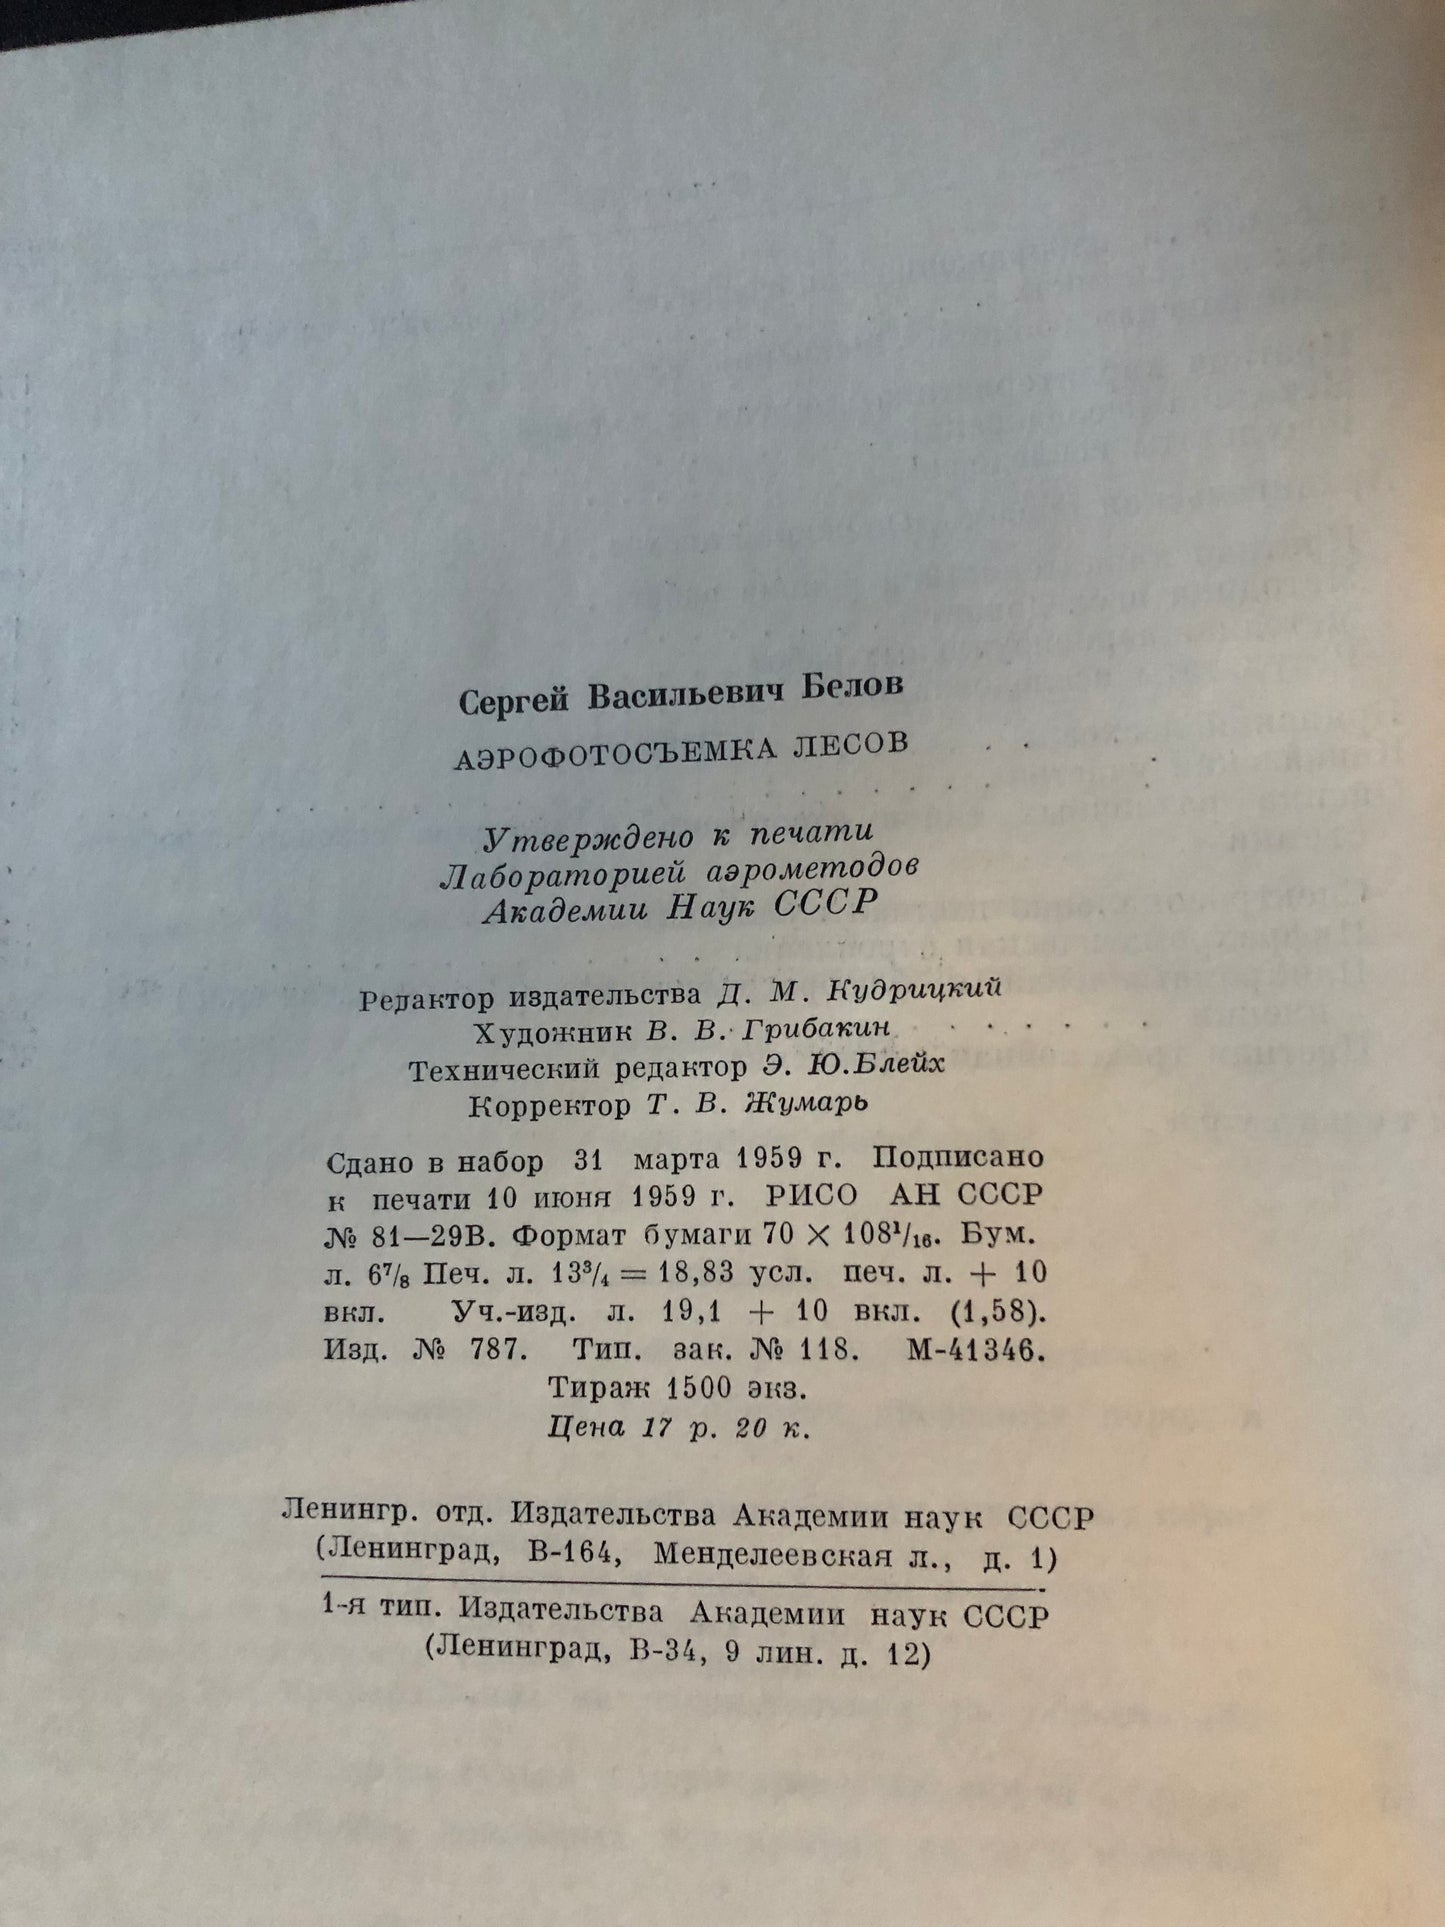 Сергей Васильевич Белов
АЭРОФОТОСЪЕМКА ЛЕСОВ
Утверждено к печати
Лабораторией аэрометодов
Академии Наук СССР
Редактор издательства Д. М. Кудрицкий
Художник В. В. Грибакин
Технический редактор Э. Ю. Блейх
Корректор Т. В. Жумарь
Сдано в набор 31 марта 1959 г. Подписано
к печати 10 июня 1959 г. РИСО АН СССР
№ 81—29В. Формат бумаги 70 × 108¹/₁₆. Бум.
л. 6⁷/₈ Печ. л. 13³/₄ = 18,83 усл. печ. л. + 10
вкл. Уч.-изд. л. 19,1 + 10 вкл. (1,58).
Изд. № 787. Тип. зак. № 118. М-41346.
Тираж 1500 экз.
Цена 17 р. 20 к.
Ленингр. отд. Издательства Академии наук СССР
(Ленинград, В-164, Менделеевская л., д. 1)
1-я тип. Издательства Академии наук СССР
(Ленинград, В-34, 9 лин. д. 12)